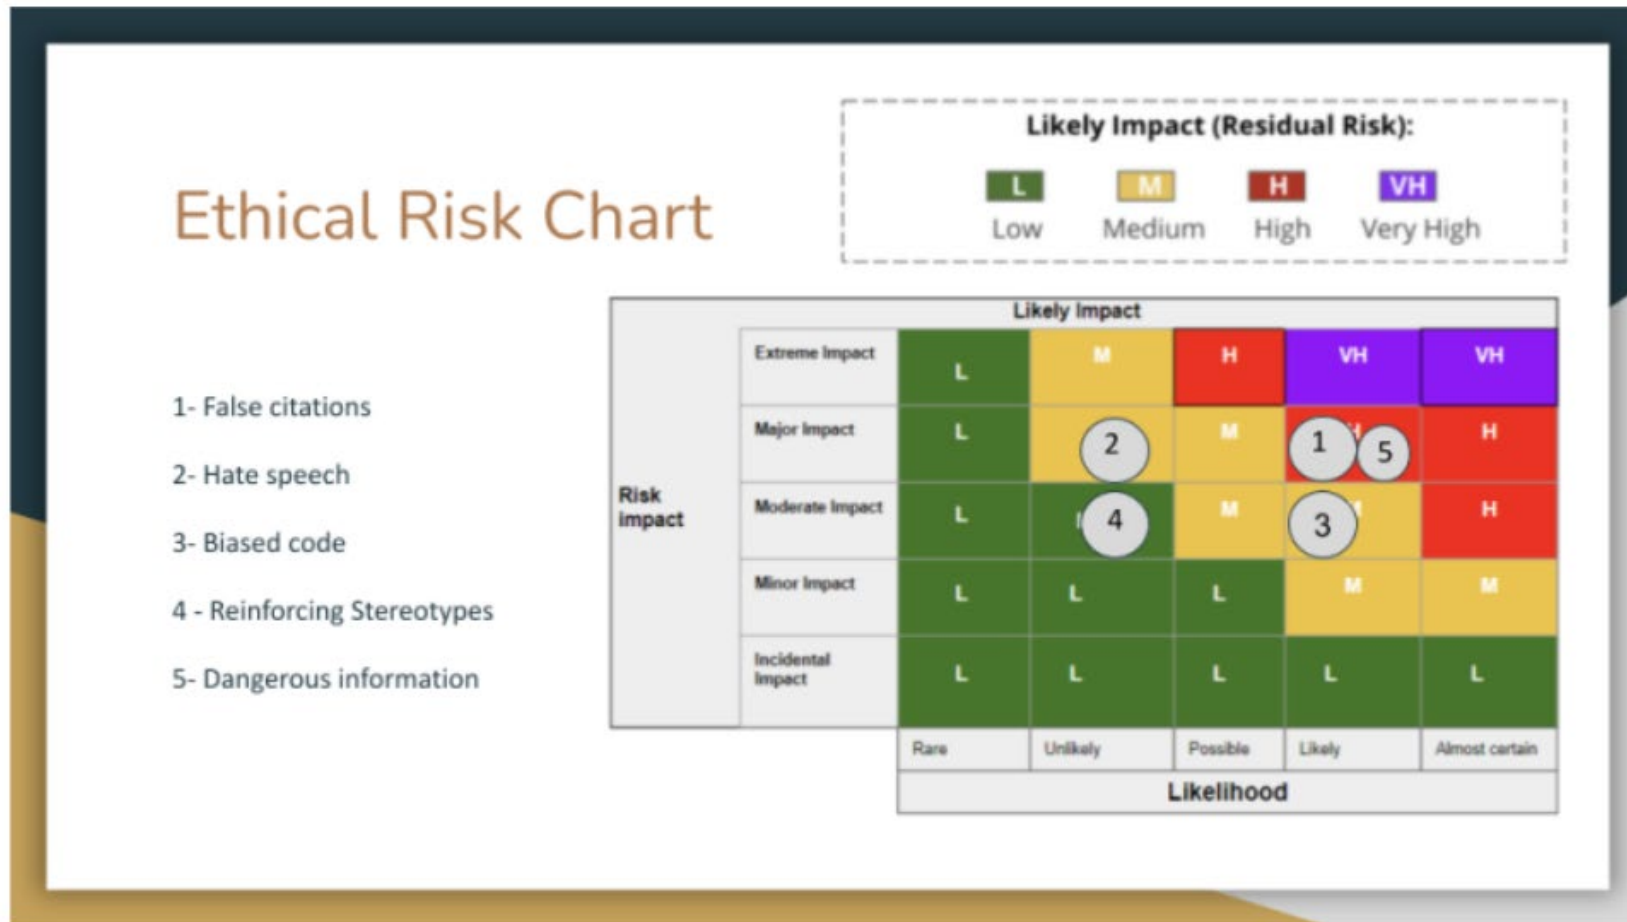 Likely Impact (Residual Risk):
L M H VH
Low Medium High Very High
Ethical Risk Chart
1- False citations
2- Hate speech
3- Biased code
4 - Reinforcing Stereotypes
5- Dangerous information
Likely Impact
Risk
impact
Extreme Impact L M H VH VH
Major Impact L 2 M 1 5 H
Moderate Impact L 4 M 3 H
Minor Impact L L L M M
Incidental
Impact L L L L L
Rare Unlikely Possible Likely Almost certain
Likelihood